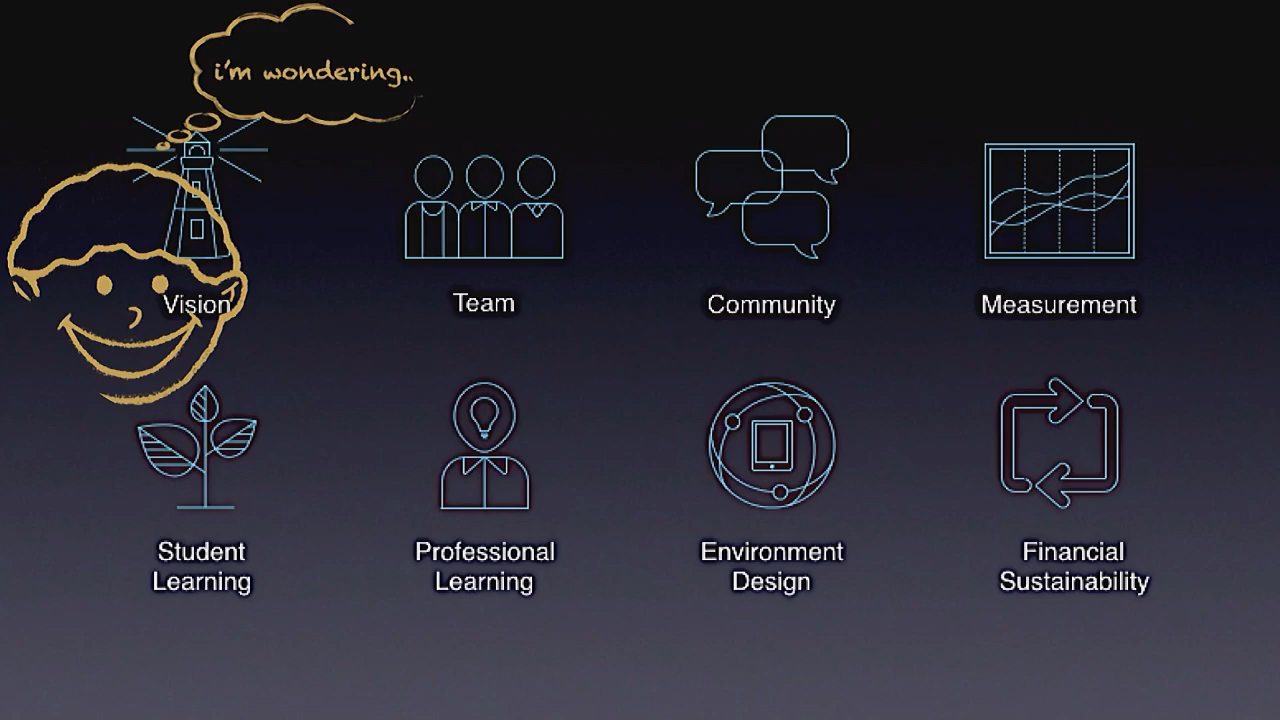 i'm wondering..
Vision
Team
Community
Measurement
Student
Learning
Professional
Learning
Environment
Design
Financial
Sustainability